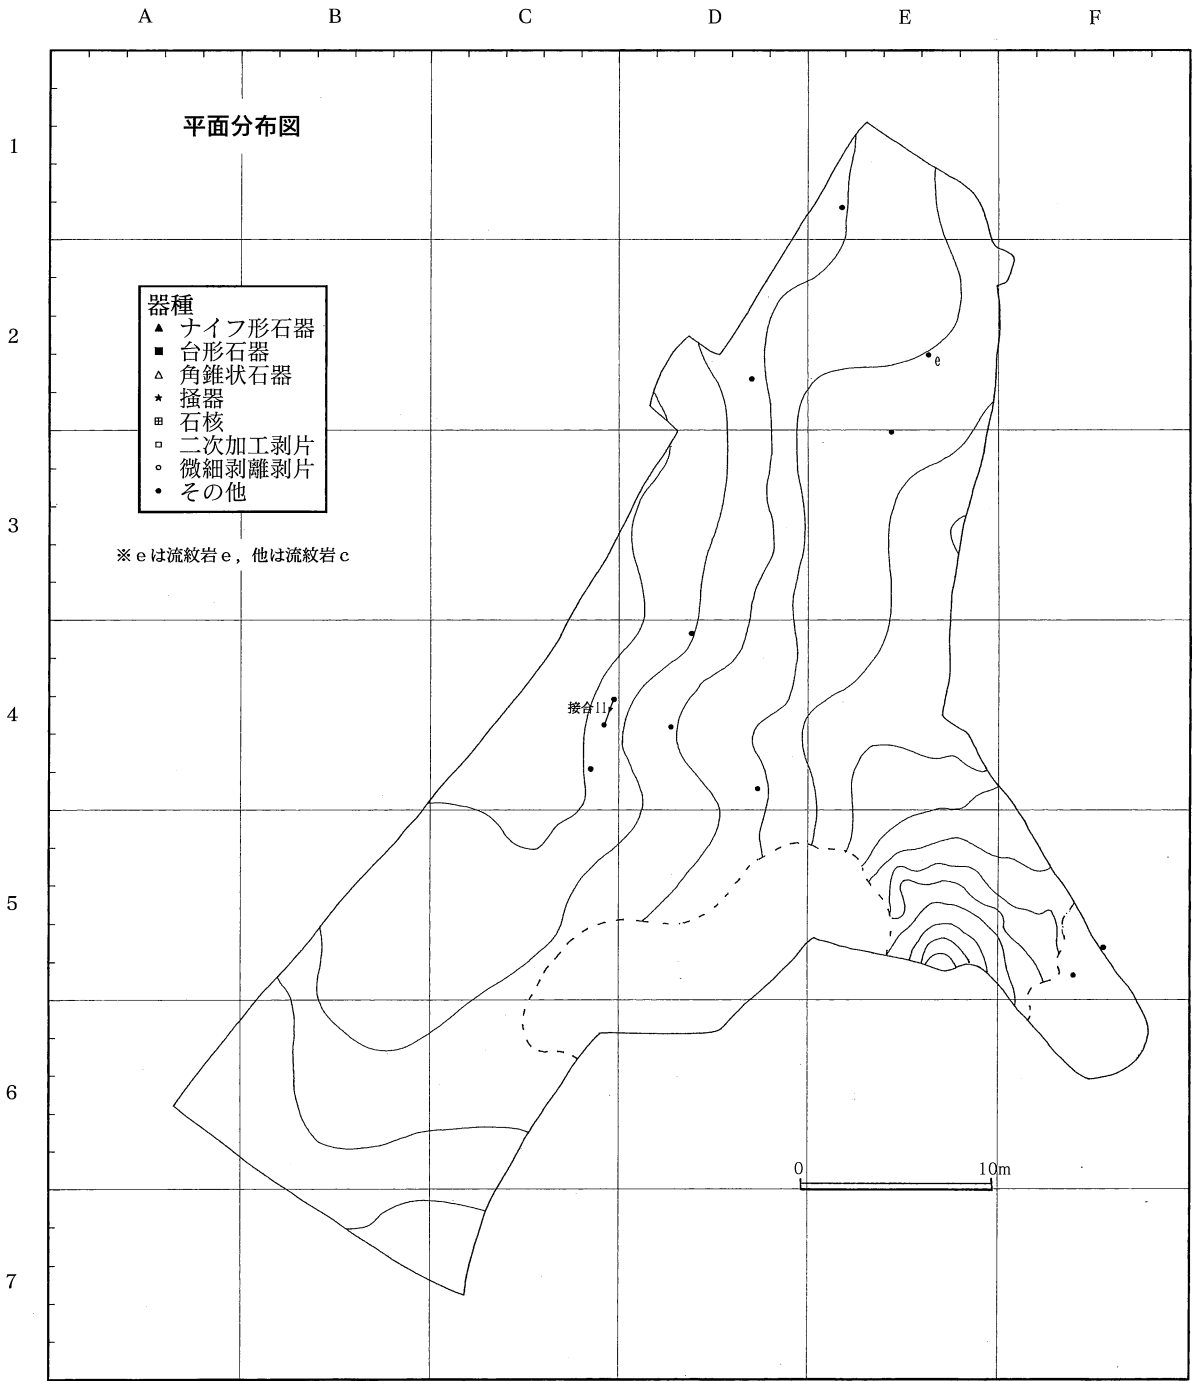 A B C D E F
1
平面分布図
2
器種
▲ ナイフ形石器
■ 台形石器
△ 角錐状石器
★ 掻器
⊞ 石核
□ 二次加工剥片
○ 微細剥離剥片
● その他
e
3
※ｅは流紋岩ｅ，他は流紋岩ｃ
4
接合11
5
6
0 10m
7